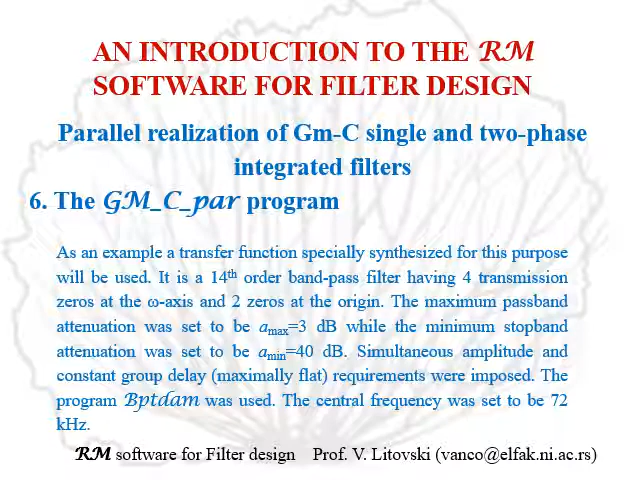 AN INTRODUCTION TO THE RM
SOFTWARE FOR FILTER DESIGN
Parallel realization of Gm-C single and two-phase
integrated filters
6. The GM_C_par program
As an example a transfer function specially synthesized for this purpose
will be used. It is a 14th order band-pass filter having 4 transmission
zeros at the ω-axis and 2 zeros at the origin. The maximum passband
attenuation was set to be amax=3 dB while the minimum stopband
attenuation was set to be amin=40 dB. Simultaneous amplitude and
constant group delay (maximally flat) requirements were imposed. The
program Bptdam was used. The central frequency was set to be 72
kHz.
RM software for Filter design Prof. V. Litovski (vanco@elfak.ni.ac.rs)